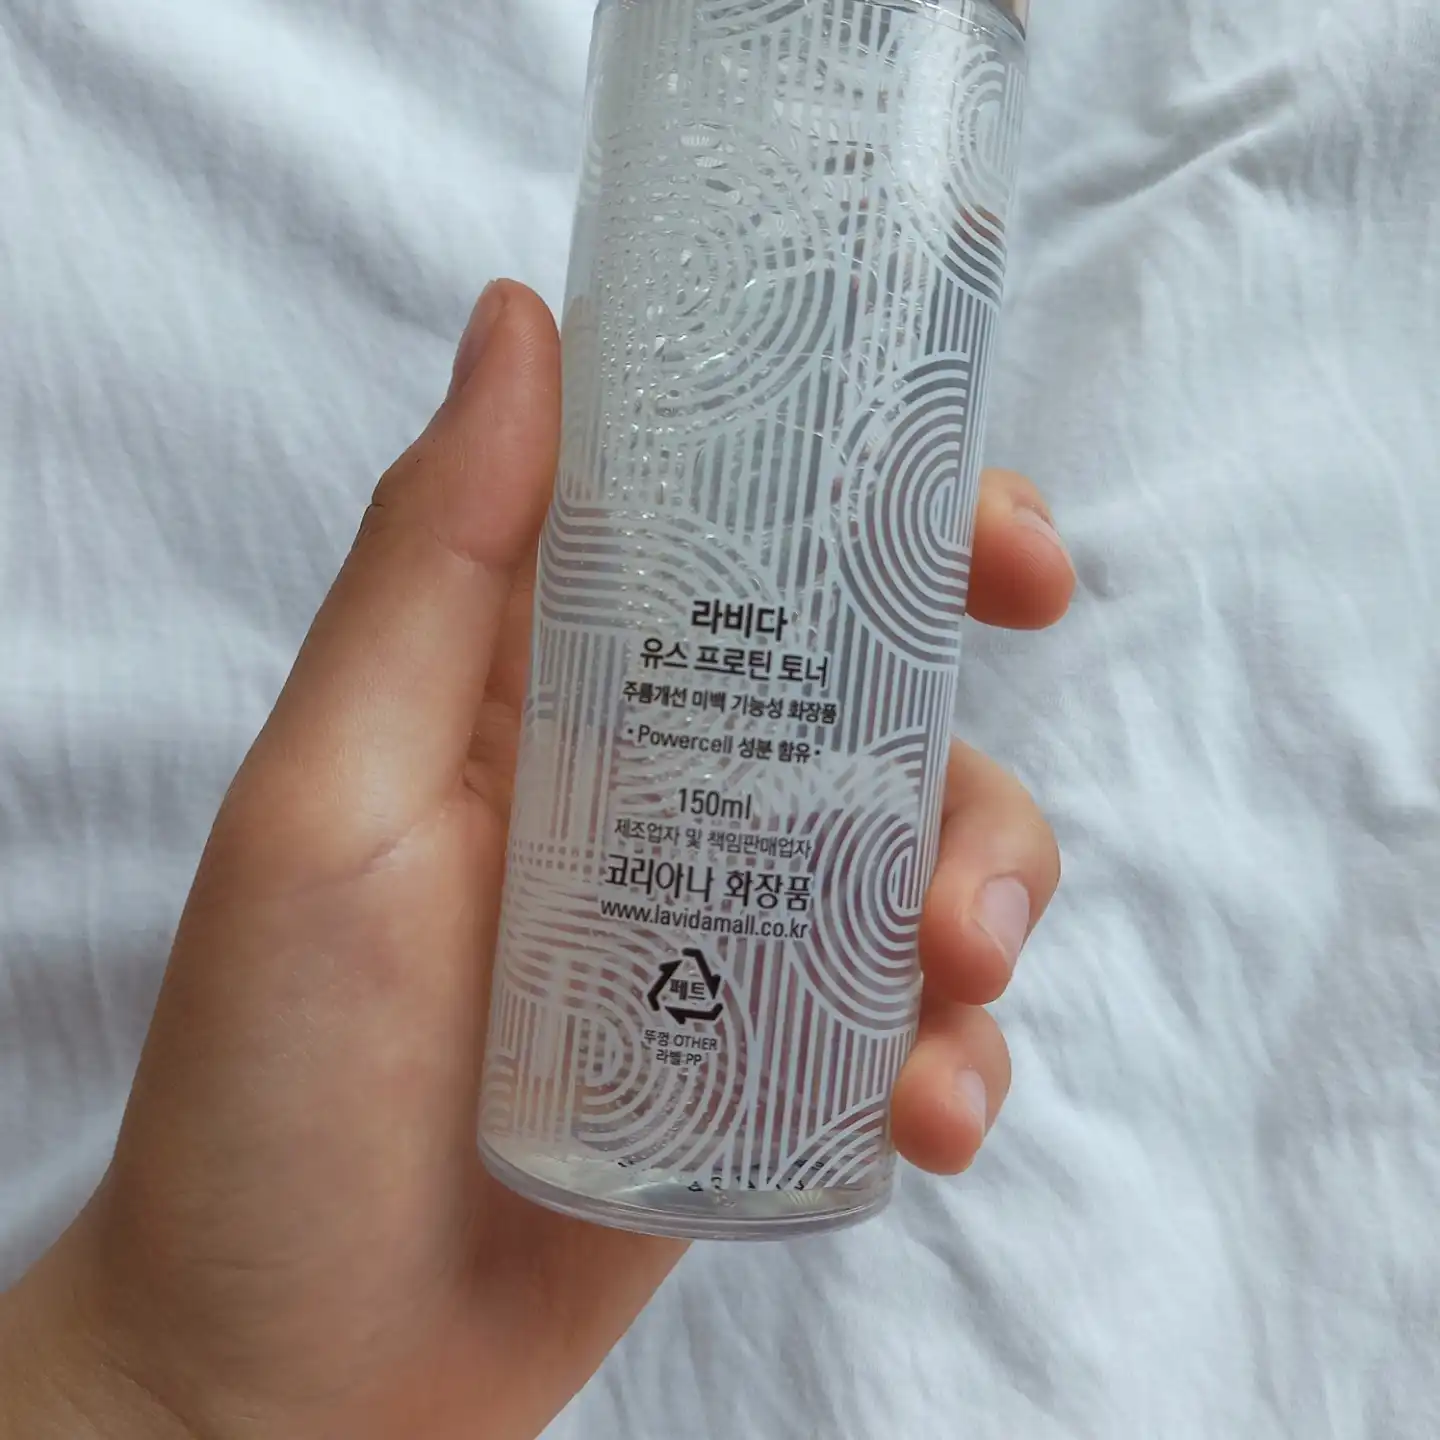 라비다
유스 프로틴 토너
주름개선 미백 기능성 화장품
·Powercell 성분 함유·
150ml
제조업자 및 책임판매업자
코리아나 화장품
www.lavidamall.co.kr
페트
뚜껑:OTHER
라벨:PP